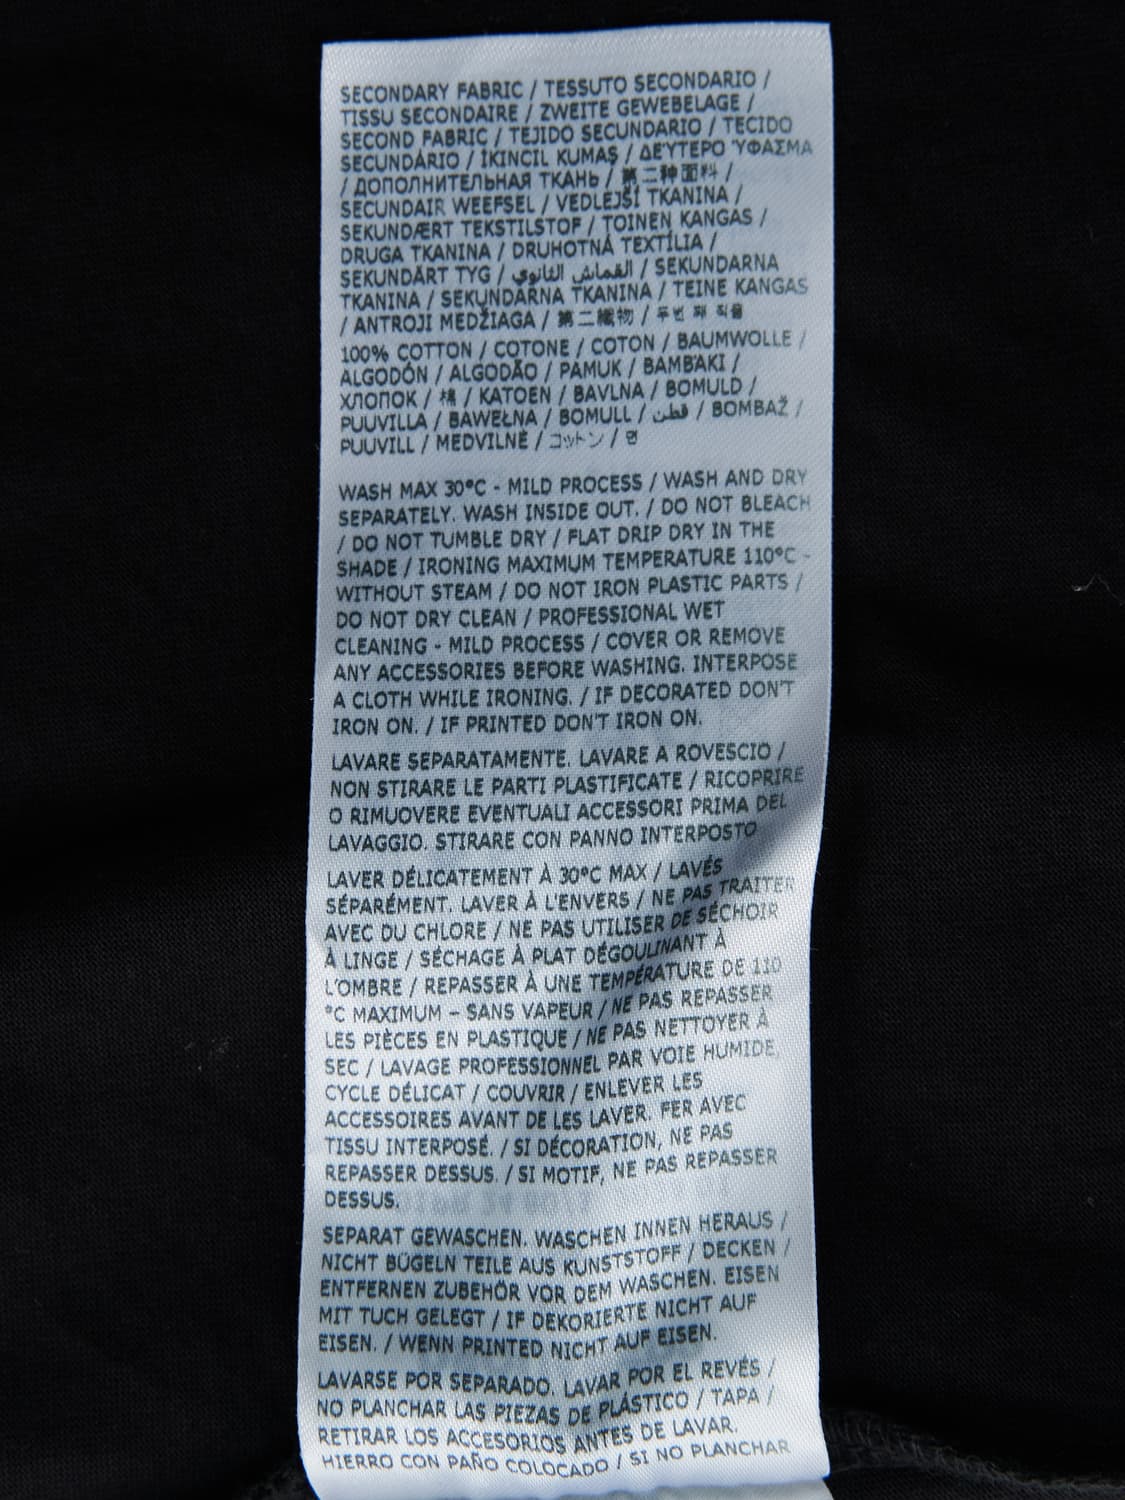 SECONDARY FABRIC / TESSUTO SECONDARIO /
TISSU SECONDAIRE / ZWEITE GEWEBELAGE /
SECOND FABRIC / TEJIDO SECUNDARIO / TECIDO
SECUNDÁRIO / İKINCIL KUMAŞ / ΔΕΎΤΕΡΟ ΎΦΑΣΜΑ
/ ДОПОЛНИТЕЛЬНАЯ ТКАНЬ / 第二种面料 /
SECUNDAIR WEEFSEL / VEDLEJŠÍ TKANINA /
SEKUNDÆRT TEKSTILSTOF / TOINEN KANGAS /
DRUGA TKANINA / DRUHOTNÁ TEXTÍLIA /
SEKUNDÄRT TYG / القماش الثانوي / SEKUNDARNA
TKANINA / SEKUNDARNA TKANINA / TEINE KANGAS
/ ANTROJI MEDŽIAGA / 第二織物 / 두번째 직물
100% COTTON / COTONE / COTON / BAUMWOLLE /
ALGODÓN / ALGODÃO / PAMUK / ΒΑΜΒΆΚΙ /
ХЛОПОК / 棉 / KATOEN / BAVLNA / BOMULD /
PUUVILLA / BAWEŁNA / BOMULL / قطن / BOMBAŽ /
PUUVILL / MEDVILNĖ / コットン / 면
WASH MAX 30°C - MILD PROCESS / WASH AND DRY
SEPARATELY. WASH INSIDE OUT. / DO NOT BLEACH
/ DO NOT TUMBLE DRY / FLAT DRIP DRY IN THE
SHADE / IRONING MAXIMUM TEMPERATURE 110°C -
WITHOUT STEAM / DO NOT IRON PLASTIC PARTS /
DO NOT DRY CLEAN / PROFESSIONAL WET
CLEANING - MILD PROCESS / COVER OR REMOVE
ANY ACCESSORIES BEFORE WASHING. INTERPOSE
A CLOTH WHILE IRONING. / IF DECORATED DON'T
IRON ON. / IF PRINTED DON'T IRON ON.
LAVARE SEPARATAMENTE. LAVARE A ROVESCIO /
NON STIRARE LE PARTI PLASTIFICATE / RICOPRIRE
O RIMUOVERE EVENTUALI ACCESSORI PRIMA DEL
LAVAGGIO. STIRARE CON PANNO INTERPOSTO
LAVER DÉLICATEMENT À 30°C MAX / LAVÉS
SÉPARÉMENT. LAVER À L'ENVERS / NE PAS TRAITER
AVEC DU CHLORE / NE PAS UTILISER DE SÉCHOIR
À LINGE / SÉCHAGE À PLAT DÉGOULINANT À
L'OMBRE / REPASSER À UNE TEMPÉRATURE DE 110
°C MAXIMUM – SANS VAPEUR / NE PAS REPASSER
LES PIÈCES EN PLASTIQUE / NE PAS NETTOYER À
SEC / LAVAGE PROFESSIONNEL PAR VOIE HUMIDE,
CYCLE DÉLICAT / COUVRIR / ENLEVER LES
ACCESSOIRES AVANT DE LES LAVER. FER AVEC
TISSU INTERPOSÉ. / SI DÉCORATION, NE PAS
REPASSER DESSUS. / SI MOTIF, NE PAS REPASSER
DESSUS.
SEPARAT GEWASCHEN. WASCHEN INNEN HERAUS /
NICHT BÜGELN TEILE AUS KUNSTSTOFF / DECKEN /
ENTFERNEN ZUBEHÖR VOR DEM WASCHEN. EISEN
MIT TUCH GELEGT / IF DEKORIERTE NICHT AUF
EISEN. / WENN PRINTED NICHT AUF EISEN.
LAVARSE POR SEPARADO. LAVAR POR EL REVÉS /
NO PLANCHAR LAS PIEZAS DE PLÁSTICO / TAPA /
RETIRAR LOS ACCESORIOS ANTES DE LAVAR.
HIERRO CON PAÑO COLOCADO / SI NO PLANCHAR